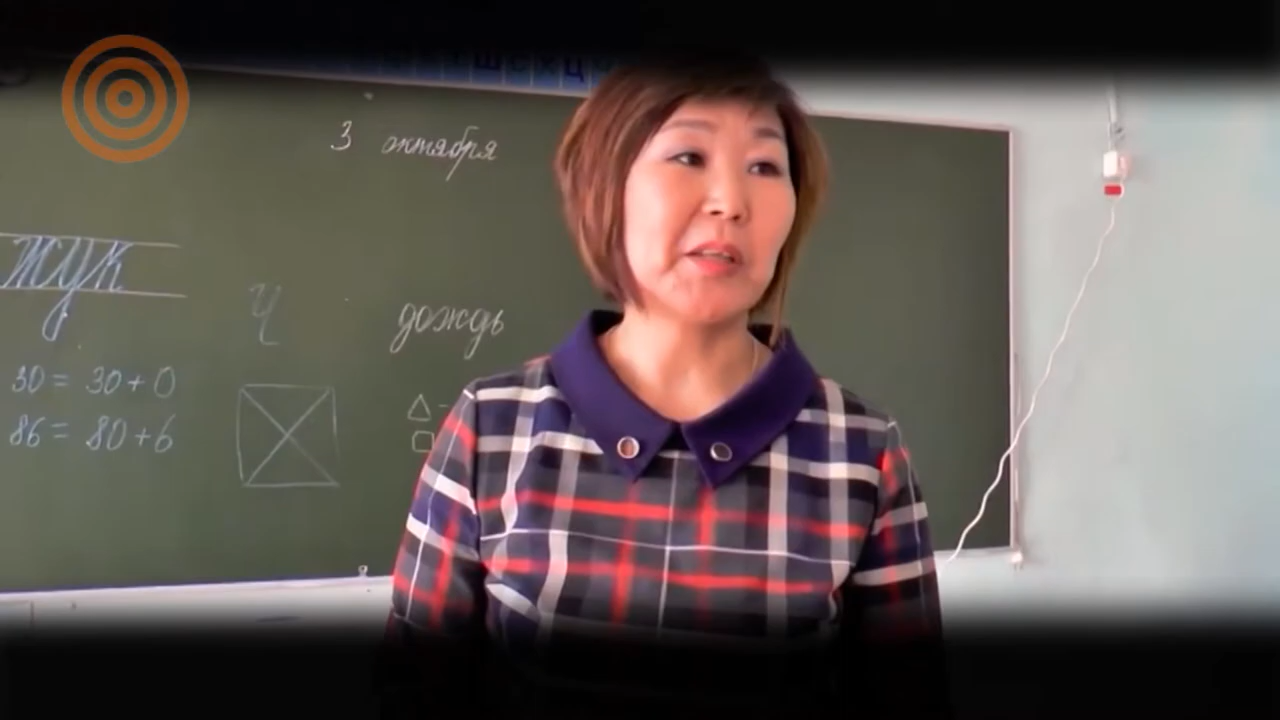 Ш С Х Ц
3 октября
жук
ч дождь
30 = 30 + 0
86 = 80 + 6